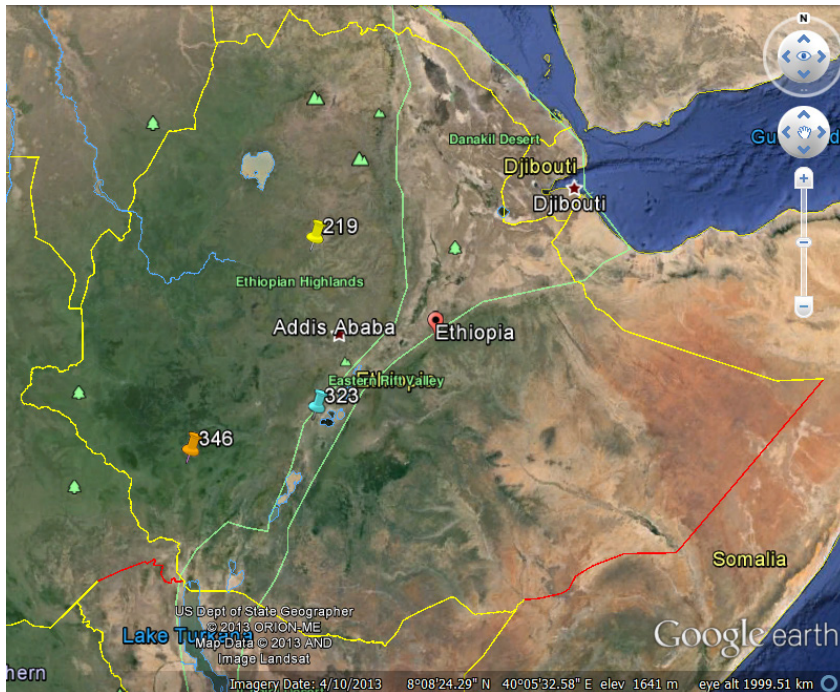 N
Danakil Desert
Gu
Djibouti
Djibouti
219
Ethiopian Highlands
Addis Ababa
Ethiopia
Eastern Rift Valley
323
346
Somalia
US Dept of State Geographer
© 2013 ORION-ME
Map Data © 2013 AND
Image Landsat
Lake Turkana
Google earth
hern
Imagery Date: 4/10/2013 8°08'24.29" N 40°05'32.58" E elev 1641 m eye alt 1999.51 km